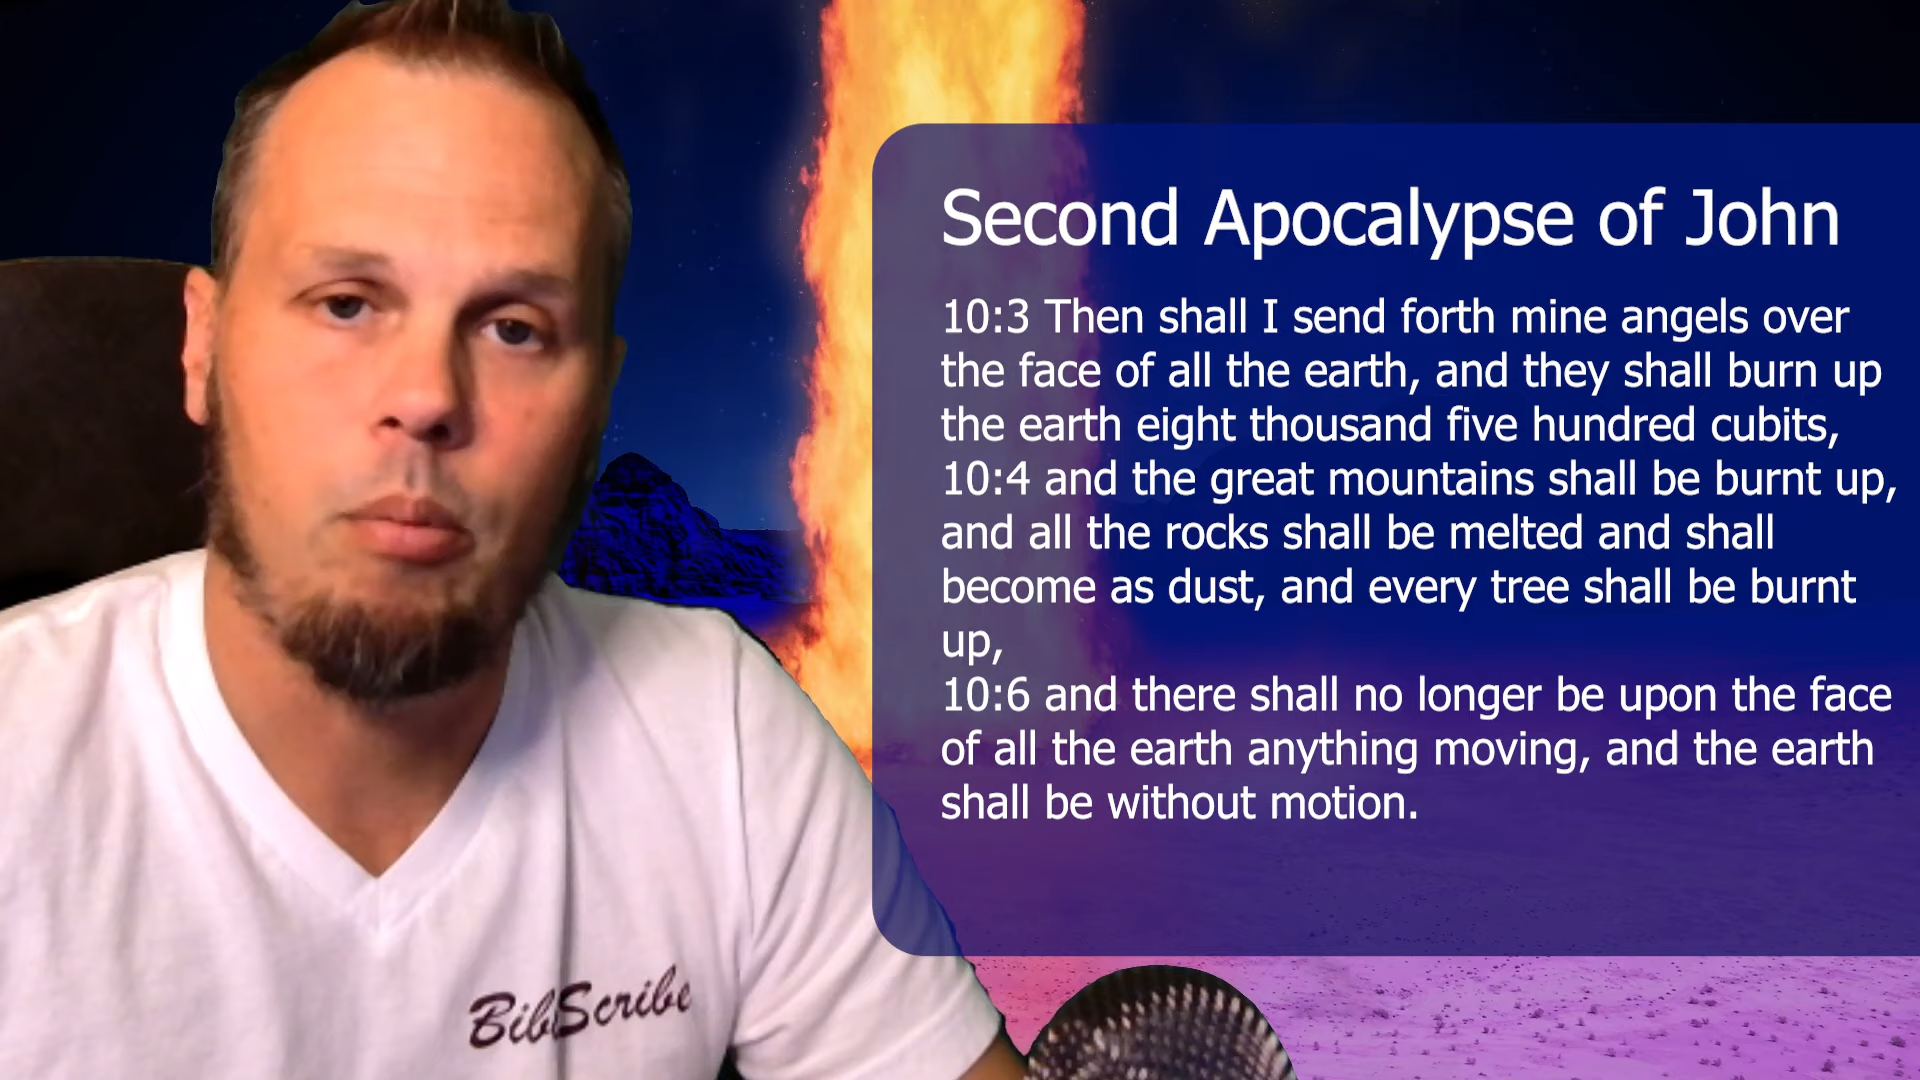 Second Apocalypse of John
10:3 Then shall I send forth mine angels over
the face of all the earth, and they shall burn up
the earth eight thousand five hundred cubits,
10:4 and the great mountains shall be burnt up,
and all the rocks shall be melted and shall
become as dust, and every tree shall be burnt
up,
10:6 and there shall no longer be upon the face
of all the earth anything moving, and the earth
shall be without motion.
BibScribe